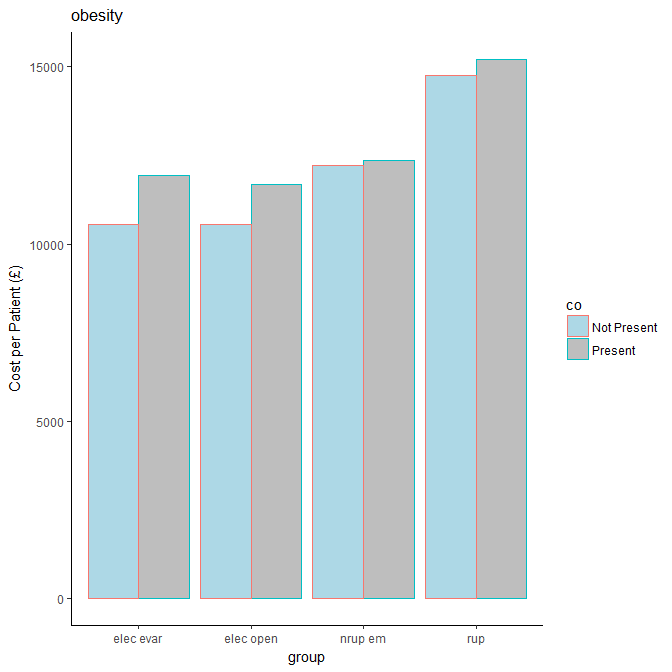 obesity
15000
10000
5000
0
Cost per Patient (£)
elec evar
elec open
nrup em
rup
group
co
Not Present
Present